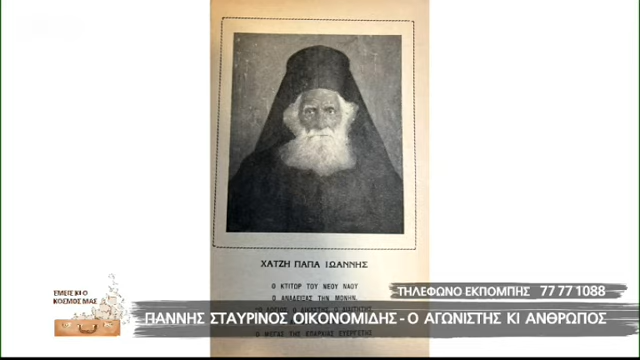 ΧΑΤΖΗ ΠΑΠΑ ΙΩΑΝΝΗΣ
Ο ΚΤΙΤΩΡ ΤΟΥ ΝΕΟΥ ΝΑΟΥ
Ο ΑΝΑΔΕΙΞΑΣ ΤΗΝ ΜΟΝΗΝ,
Ο ΜΕΓΑΣ ΤΗΣ ΕΠΑΡΧΙΑΣ ΕΥΕΡΓΕΤΗΣ
ΕΜΕΙΣ ΚΙ Ο
ΚΟΣΜΟΣ ΜΑΣ
ΤΗΛΕΦΩΝΟ ΕΚΠΟΜΠΗΣ 77 77 1088
ΓΙΑΝΝΗΣ ΣΤΑΥΡΙΝΟΣ ΟΙΚΟΝΟΜΙΔΗΣ - Ο ΑΓΩΝΙΣΤΗΣ ΚΙ ΑΝΘΡΩΠΟΣ